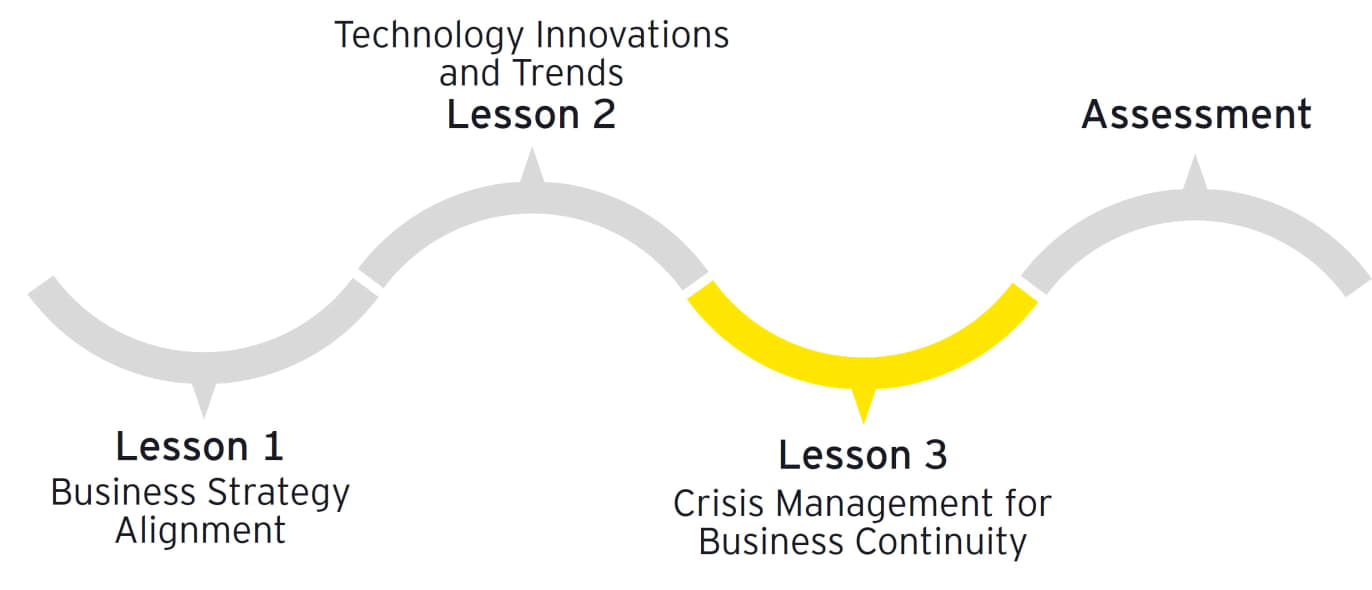 Technology Innovations
and Trends
Lesson 2
Assessment
Lesson 1
Business Strategy
Alignment
Lesson 3
Crisis Management for
Business Continuity